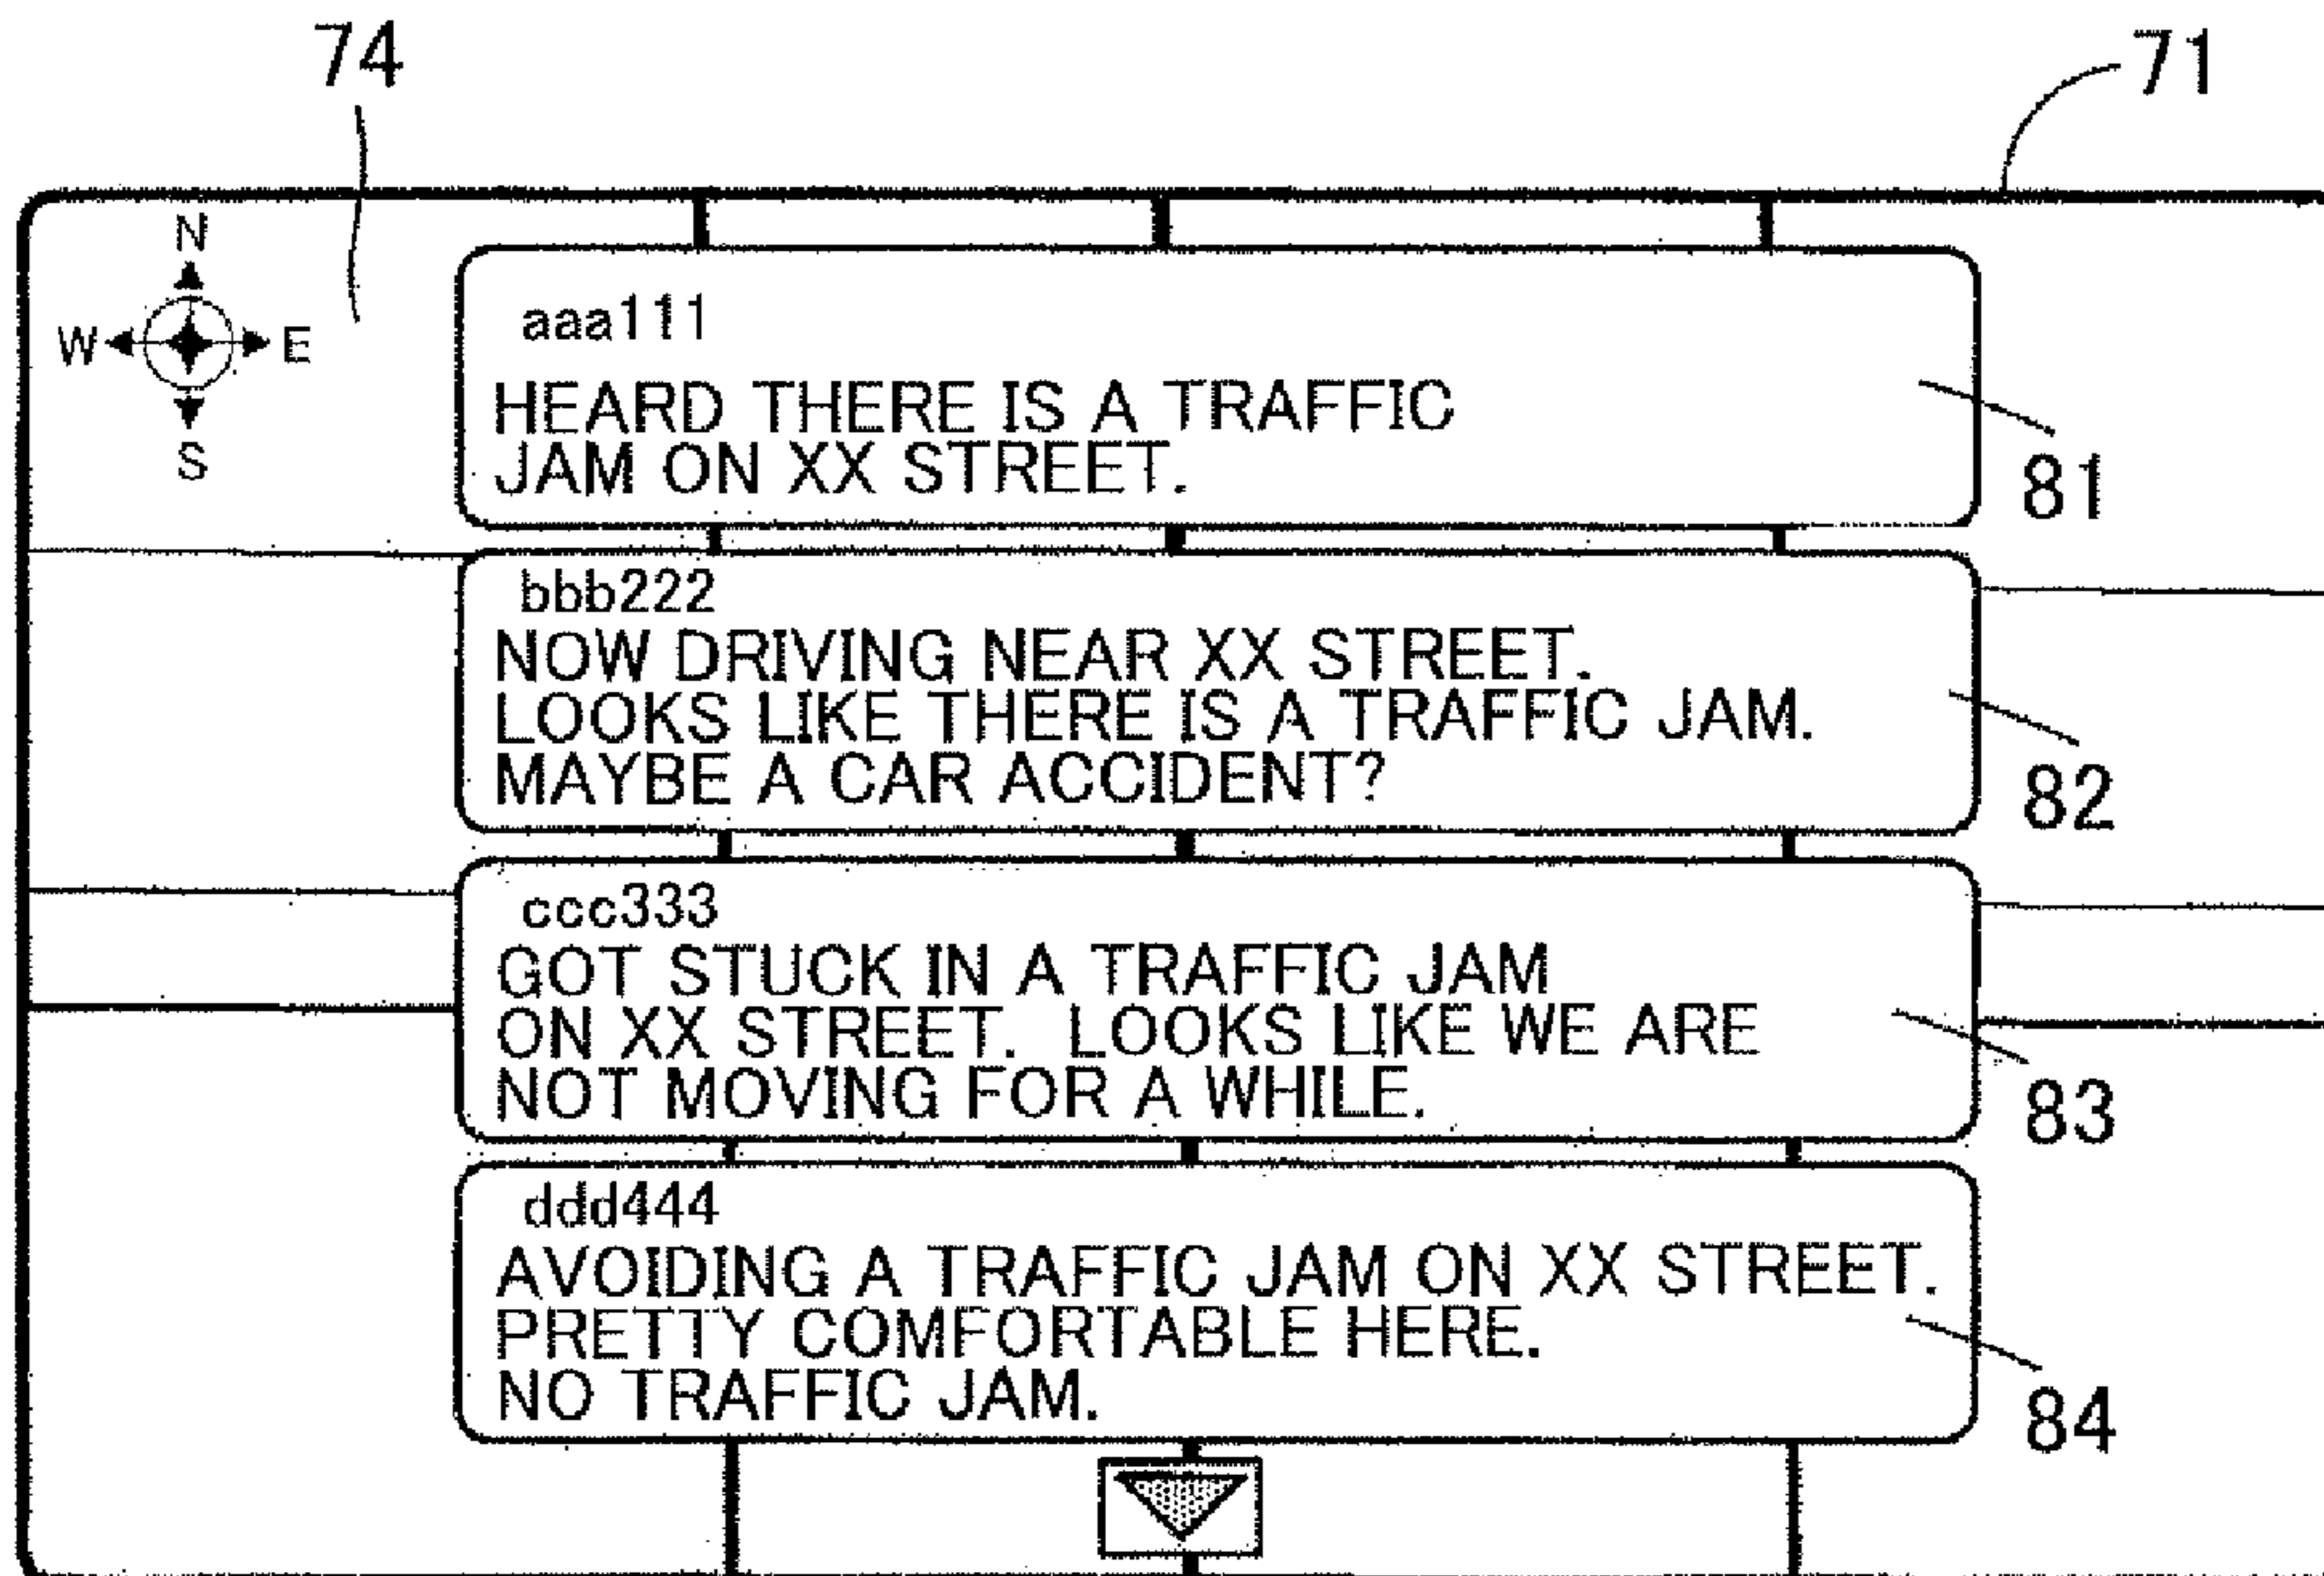 74
71
N
W E
S
aaa111
HEARD THERE IS A TRAFFIC
JAM ON XX STREET.
81
bbb222
NOW DRIVING NEAR XX STREET.
LOOKS LIKE THERE IS A TRAFFIC JAM.
MAYBE A CAR ACCIDENT?
82
ccc333
GOT STUCK IN A TRAFFIC JAM
ON XX STREET. LOOKS LIKE WE ARE
NOT MOVING FOR A WHILE.
83
ddd444
AVOIDING A TRAFFIC JAM ON XX STREET.
PRETTY COMFORTABLE HERE.
NO TRAFFIC JAM.
84